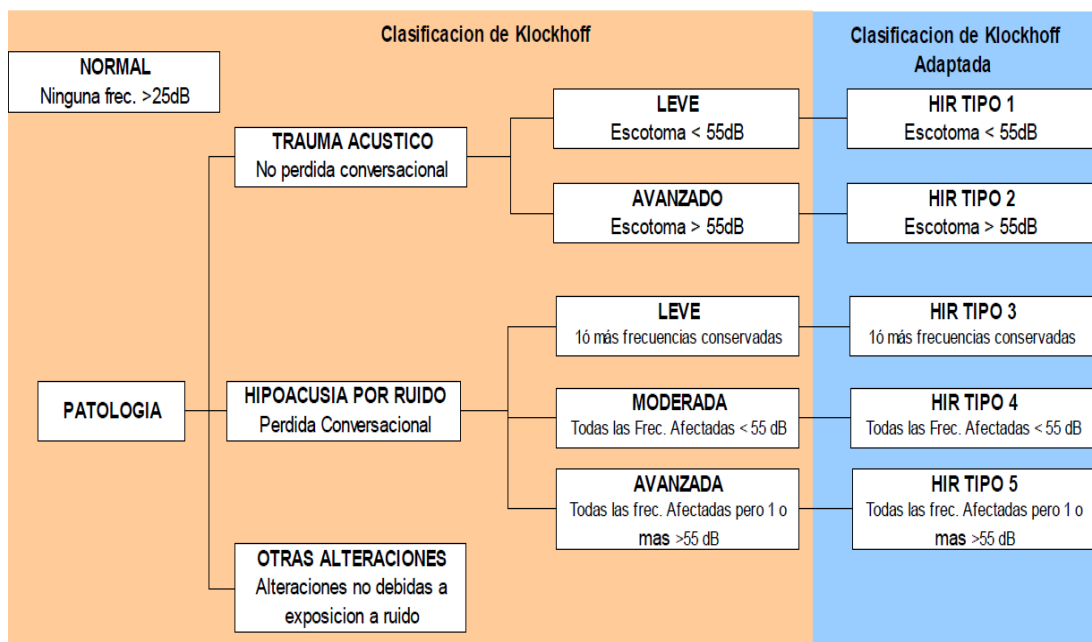 Clasificacion de Klockhoff
Clasificacion de Klockhoff
Adaptada
NORMAL
Ninguna frec. >25dB
TRAUMA ACUSTICO
No perdida conversacional
LEVE
Escotoma < 55dB
HIR TIPO 1
Escotoma < 55dB
AVANZADO
Escotoma > 55dB
HIR TIPO 2
Escotoma > 55dB
PATOLOGIA
HIPOACUSIA POR RUIDO
Perdida Conversacional
LEVE
1ó más frecuencias conservadas
HIR TIPO 3
1ó más frecuencias conservadas
MODERADA
Todas las Frec. Afectadas < 55 dB
HIR TIPO 4
Todas las Frec. Afectadas < 55 dB
AVANZADA
Todas las frec. Afectadas pero 1 o
mas >55 dB
HIR TIPO 5
Todas las frec. Afectadas pero 1 o
mas >55 dB
OTRAS ALTERACIONES
Alteraciones no debidas a
exposicion a ruido